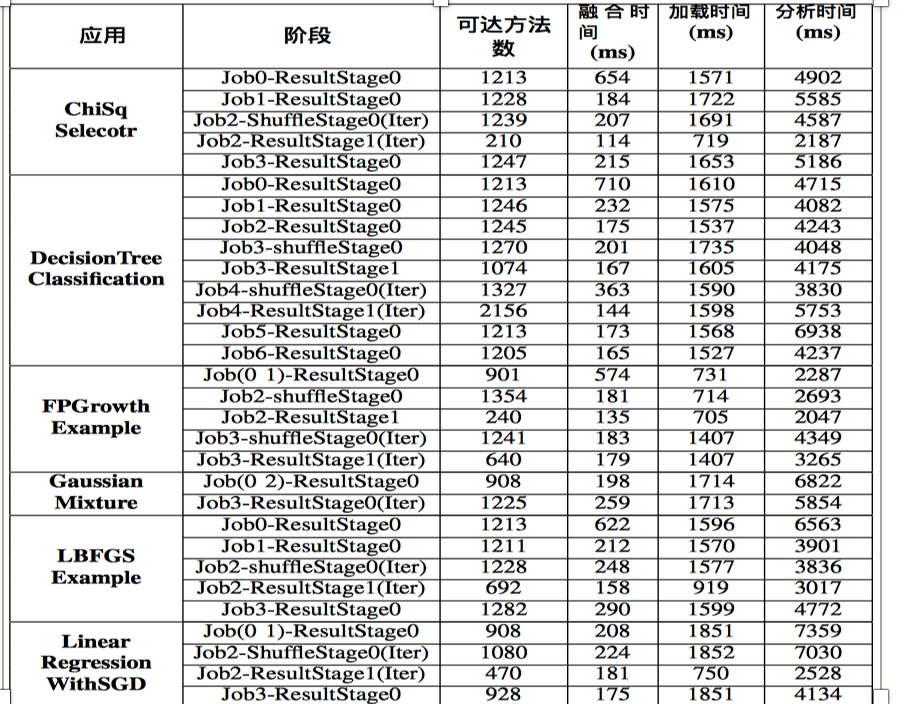 应用 阶段 可达方法数 融合时间(ms) 加载时间(ms) 分析时间(ms)
ChiSq Selecotr
Job0-ResultStage0 1213 654 1571 4902
Job1-ResultStage0 1228 184 1722 5585
Job2-ShuffleStage0(Iter) 1239 207 1691 4587
Job2-ResultStage1(Iter) 210 114 719 2187
Job3-ResultStage0 1247 215 1653 5186
DecisionTree Classification
Job0-ResultStage0 1213 710 1610 4715
Job1-ResultStage0 1246 232 1575 4082
Job2-ResultStage0 1245 175 1537 4243
Job3-shuffleStage0 1270 201 1735 4048
Job3-ResultStage1 1074 167 1605 4175
Job4-shuffleStage0(Iter) 1327 363 1590 3830
Job4-ResultStage1(Iter) 2156 144 1598 5753
Job5-ResultStage0 1213 173 1568 6938
Job6-ResultStage0 1205 165 1527 4237
FPGrowth Example
Job(0 1)-ResultStage0 901 574 731 2287
Job2-shuffleStage0 1354 181 714 2693
Job2-ResultStage1 240 135 705 2047
Job3-shuffleStage0(Iter) 1241 183 1407 4349
Job3-ResultStage1(Iter) 640 179 1407 3265
Gaussian Mixture
Job(0 2)-ResultStage0 908 198 1714 6822
Job3-ResultStage0(Iter) 1225 259 1713 5854
LBFGS Example
Job0-ResultStage0 1213 622 1596 6563
Job1-ResultStage0 1211 212 1570 3901
Job2-shuffleStage0(Iter) 1228 248 1577 3836
Job2-ResultStage1(Iter) 692 158 919 3017
Job3-ResultStage0 1282 290 1599 4772
Linear Regression WithSGD
Job(0 1)-ResultStage0 908 208 1851 7359
Job2-ShuffleStage0(Iter) 1080 224 1852 7030
Job2-ResultStage1(Iter) 470 181 750 2528
Job3-ResultStage0 928 175 1851 4134